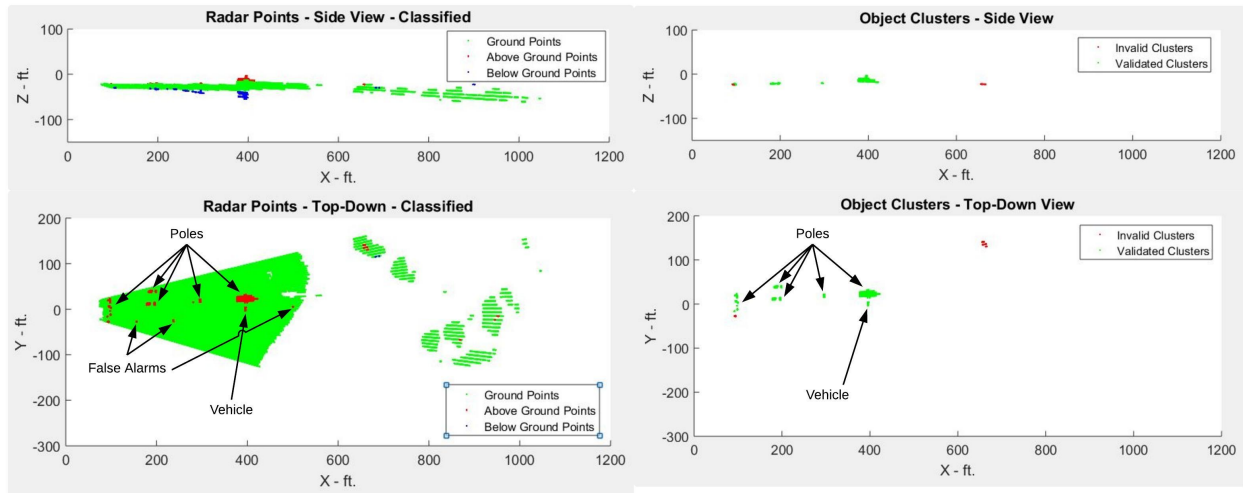 Radar Points - Side View - Classified
100
0
-100
Z - ft.
Ground Points
Above Ground Points
Below Ground Points
0 200 400 600 800 1000 1200
X - ft.
Object Clusters - Side View
100
0
-100
Z - ft.
Invalid Clusters
Validated Clusters
0 200 400 600 800 1000 1200
X - ft.
Radar Points - Top-Down - Classified
200
100
0
-100
-200
-300
Y - ft.
Poles
False Alarms
Vehicle
Ground Points
Above Ground Points
Below Ground Points
0 200 400 600 800 1000 1200
X - ft.
Object Clusters - Top-Down View
200
100
0
-100
-200
-300
Y - ft.
Poles
Invalid Clusters
Validated Clusters
Vehicle
0 200 400 600 800 1000 1200
X - ft.